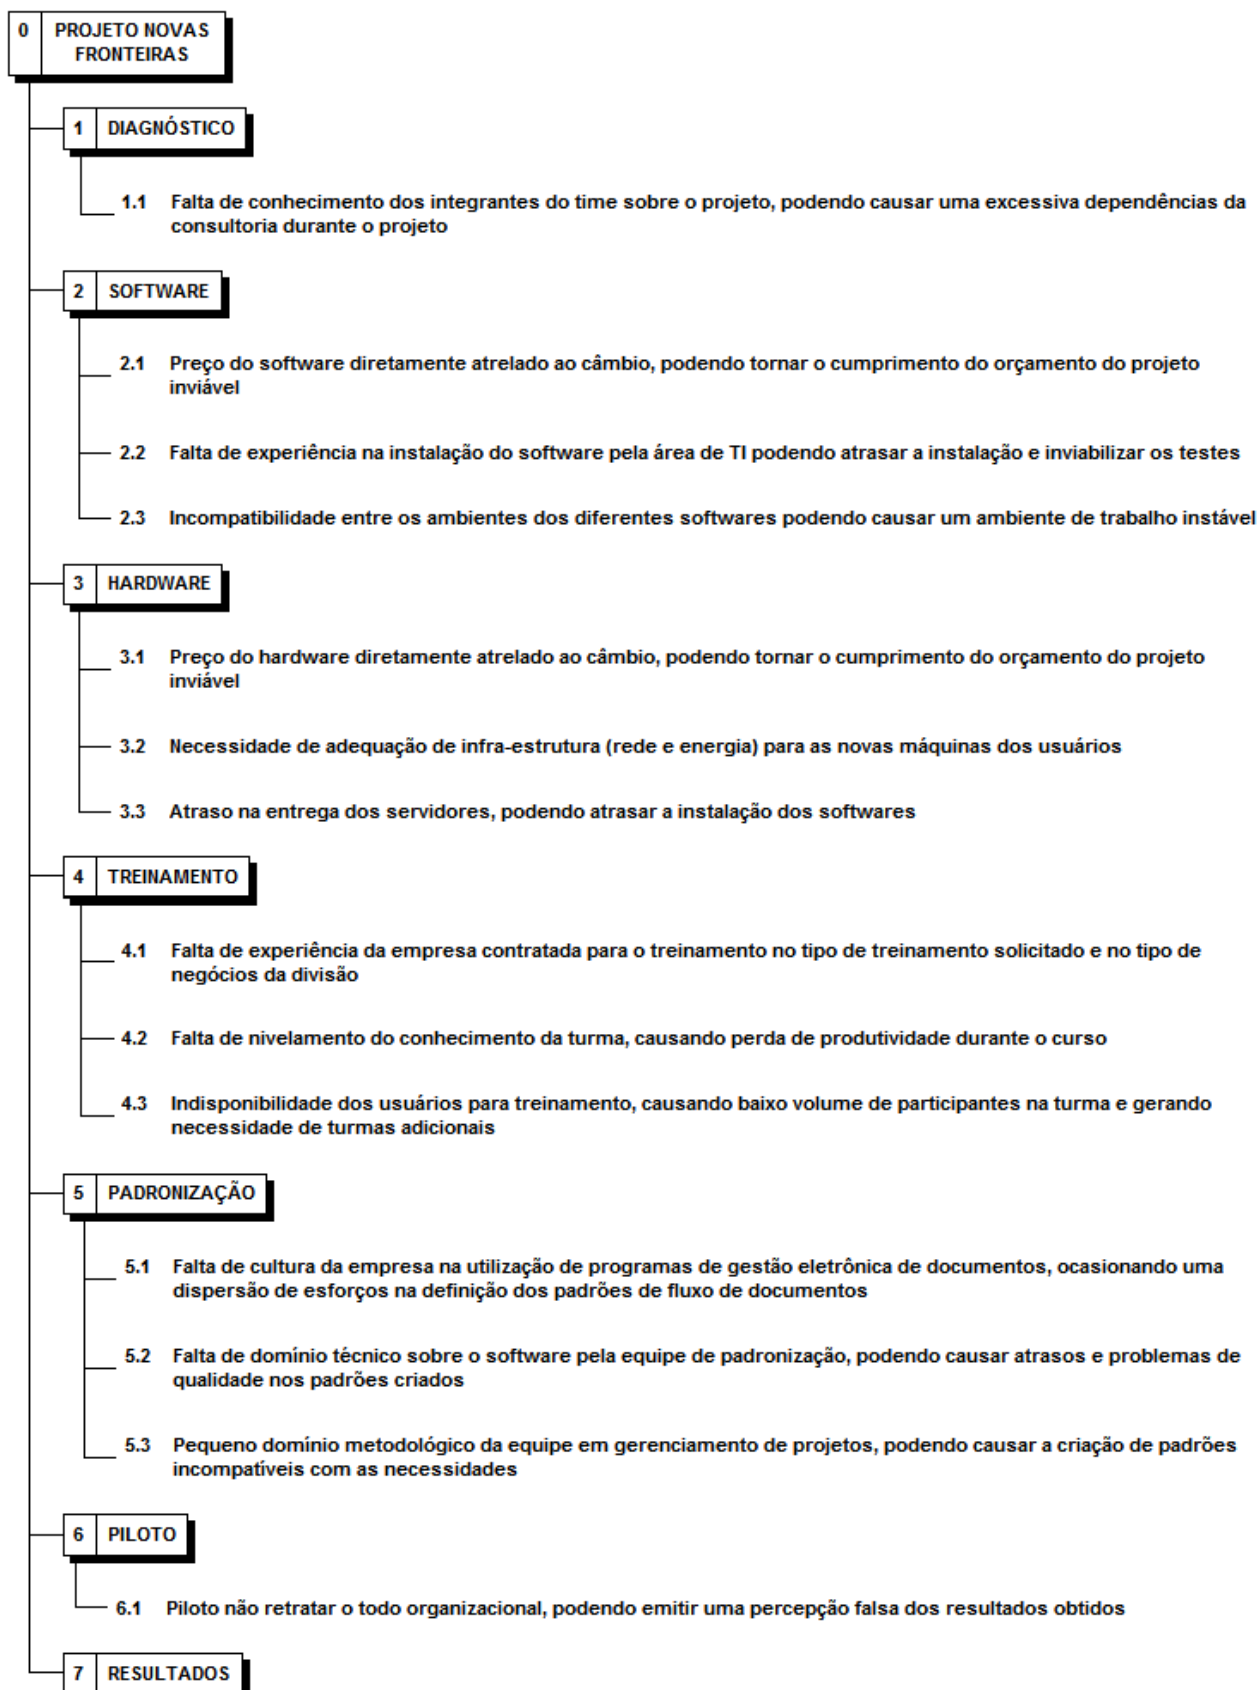 0 PROJETO NOVAS
FRONTEIRAS
1 DIAGNÓSTICO
1.1 Falta de conhecimento dos integrantes do time sobre o projeto, podendo causar uma excessiva dependências da
consultoria durante o projeto
2 SOFTWARE
2.1 Preço do software diretamente atrelado ao câmbio, podendo tornar o cumprimento do orçamento do projeto
inviável
2.2 Falta de experiência na instalação do software pela área de TI podendo atrasar a instalação e inviabilizar os testes
2.3 Incompatibilidade entre os ambientes dos diferentes softwares podendo causar um ambiente de trabalho instável
3 HARDWARE
3.1 Preço do hardware diretamente atrelado ao câmbio, podendo tornar o cumprimento do orçamento do projeto
inviável
3.2 Necessidade de adequação de infra-estrutura (rede e energia) para as novas máquinas dos usuários
3.3 Atraso na entrega dos servidores, podendo atrasar a instalação dos softwares
4 TREINAMENTO
4.1 Falta de experiência da empresa contratada para o treinamento no tipo de treinamento solicitado e no tipo de
negócios da divisão
4.2 Falta de nivelamento do conhecimento da turma, causando perda de produtividade durante o curso
4.3 Indisponibilidade dos usuários para treinamento, causando baixo volume de participantes na turma e gerando
necessidade de turmas adicionais
5 PADRONIZAÇÃO
5.1 Falta de cultura da empresa na utilização de programas de gestão eletrônica de documentos, ocasionando uma
dispersão de esforços na definição dos padrões de fluxo de documentos
5.2 Falta de domínio técnico sobre o software pela equipe de padronização, podendo causar atrasos e problemas de
qualidade nos padrões criados
5.3 Pequeno domínio metodológico da equipe em gerenciamento de projetos, podendo causar a criação de padrões
incompatíveis com as necessidades
6 PILOTO
6.1 Piloto não retratar o todo organizacional, podendo emitir uma percepção falsa dos resultados obtidos
7 RESULTADOS